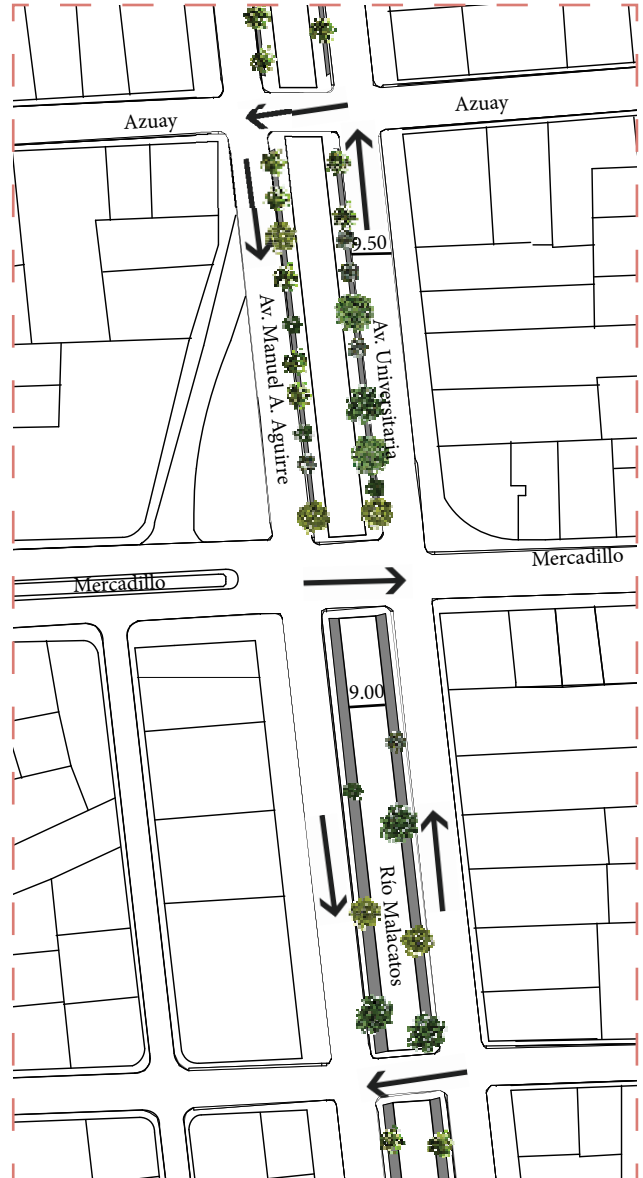 Azuay
Azuay
9.50
Av. Manuel A. Aguirre
Av. Universitaria
Mercadillo
Mercadillo
9.00
Río Malacatos